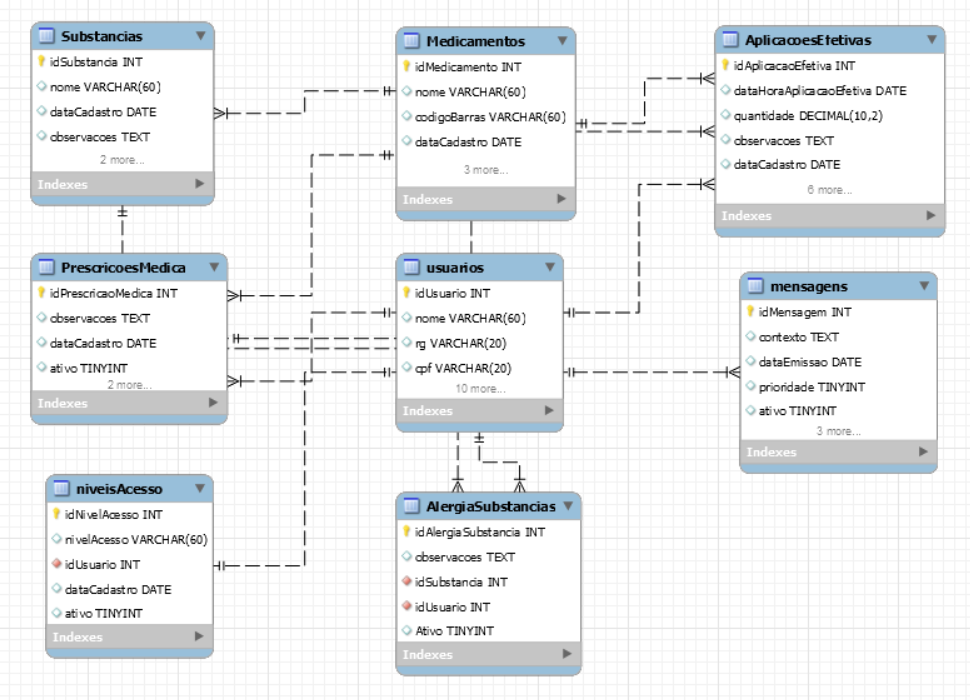 Substancias
idSubstancia INT
nome VARCHAR(60)
dataCadastro DATE
observacoes TEXT
2 more...
Indexes
Medicamentos
idMedicamento INT
nome VARCHAR(60)
codigoBarras VARCHAR(60)
dataCadastro DATE
3 more...
Indexes
AplicacoesEfetivas
idAplicacaoEfetiva INT
dataHoraAplicacaoEfetiva DATE
quantidade DECIMAL(10,2)
observacoes TEXT
dataCadastro DATE
6 more...
Indexes
PrescricoesMedica
idPrescricaoMedica INT
observacoes TEXT
dataCadastro DATE
ativo TINYINT
2 more...
Indexes
usuarios
idUsuario INT
nome VARCHAR(60)
rg VARCHAR(20)
cpf VARCHAR(20)
10 more...
Indexes
mensagens
idMensagem INT
contexto TEXT
dataEmissao DATE
prioridade TINYINT
ativo TINYINT
3 more...
Indexes
niveisAcesso
idNivelAcesso INT
nivelAcesso VARCHAR(60)
idUsuario INT
dataCadastro DATE
ativo TINYINT
Indexes
AlergiaSubstancias
idAlergiaSubstancia INT
observacoes TEXT
idSubstancia INT
idUsuario INT
Ativo TINYINT
Indexes